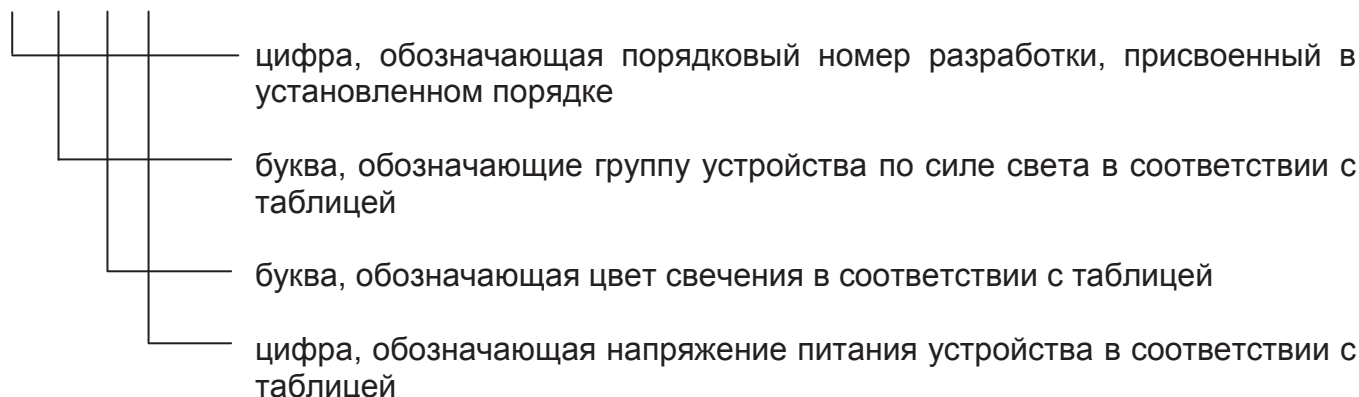 цифра, обозначающая порядковый номер разработки, присвоенный в
установленном порядке
буква, обозначающие группу устройства по силе света в соответствии с
таблицей
буква, обозначающая цвет свечения в соответствии с таблицей
цифра, обозначающая напряжение питания устройства в соответствии с
таблицей